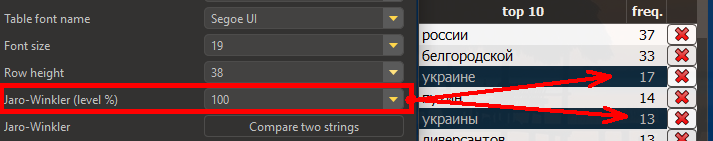 Table font name Segoe UI
Font size 19
Row height 38
Jaro-Winkler (level %) 100
Jaro-Winkler Compare two strings
top 10 freq.
россии 37
белгородской 33
украине 17
14
украины 13
диверсантов 13